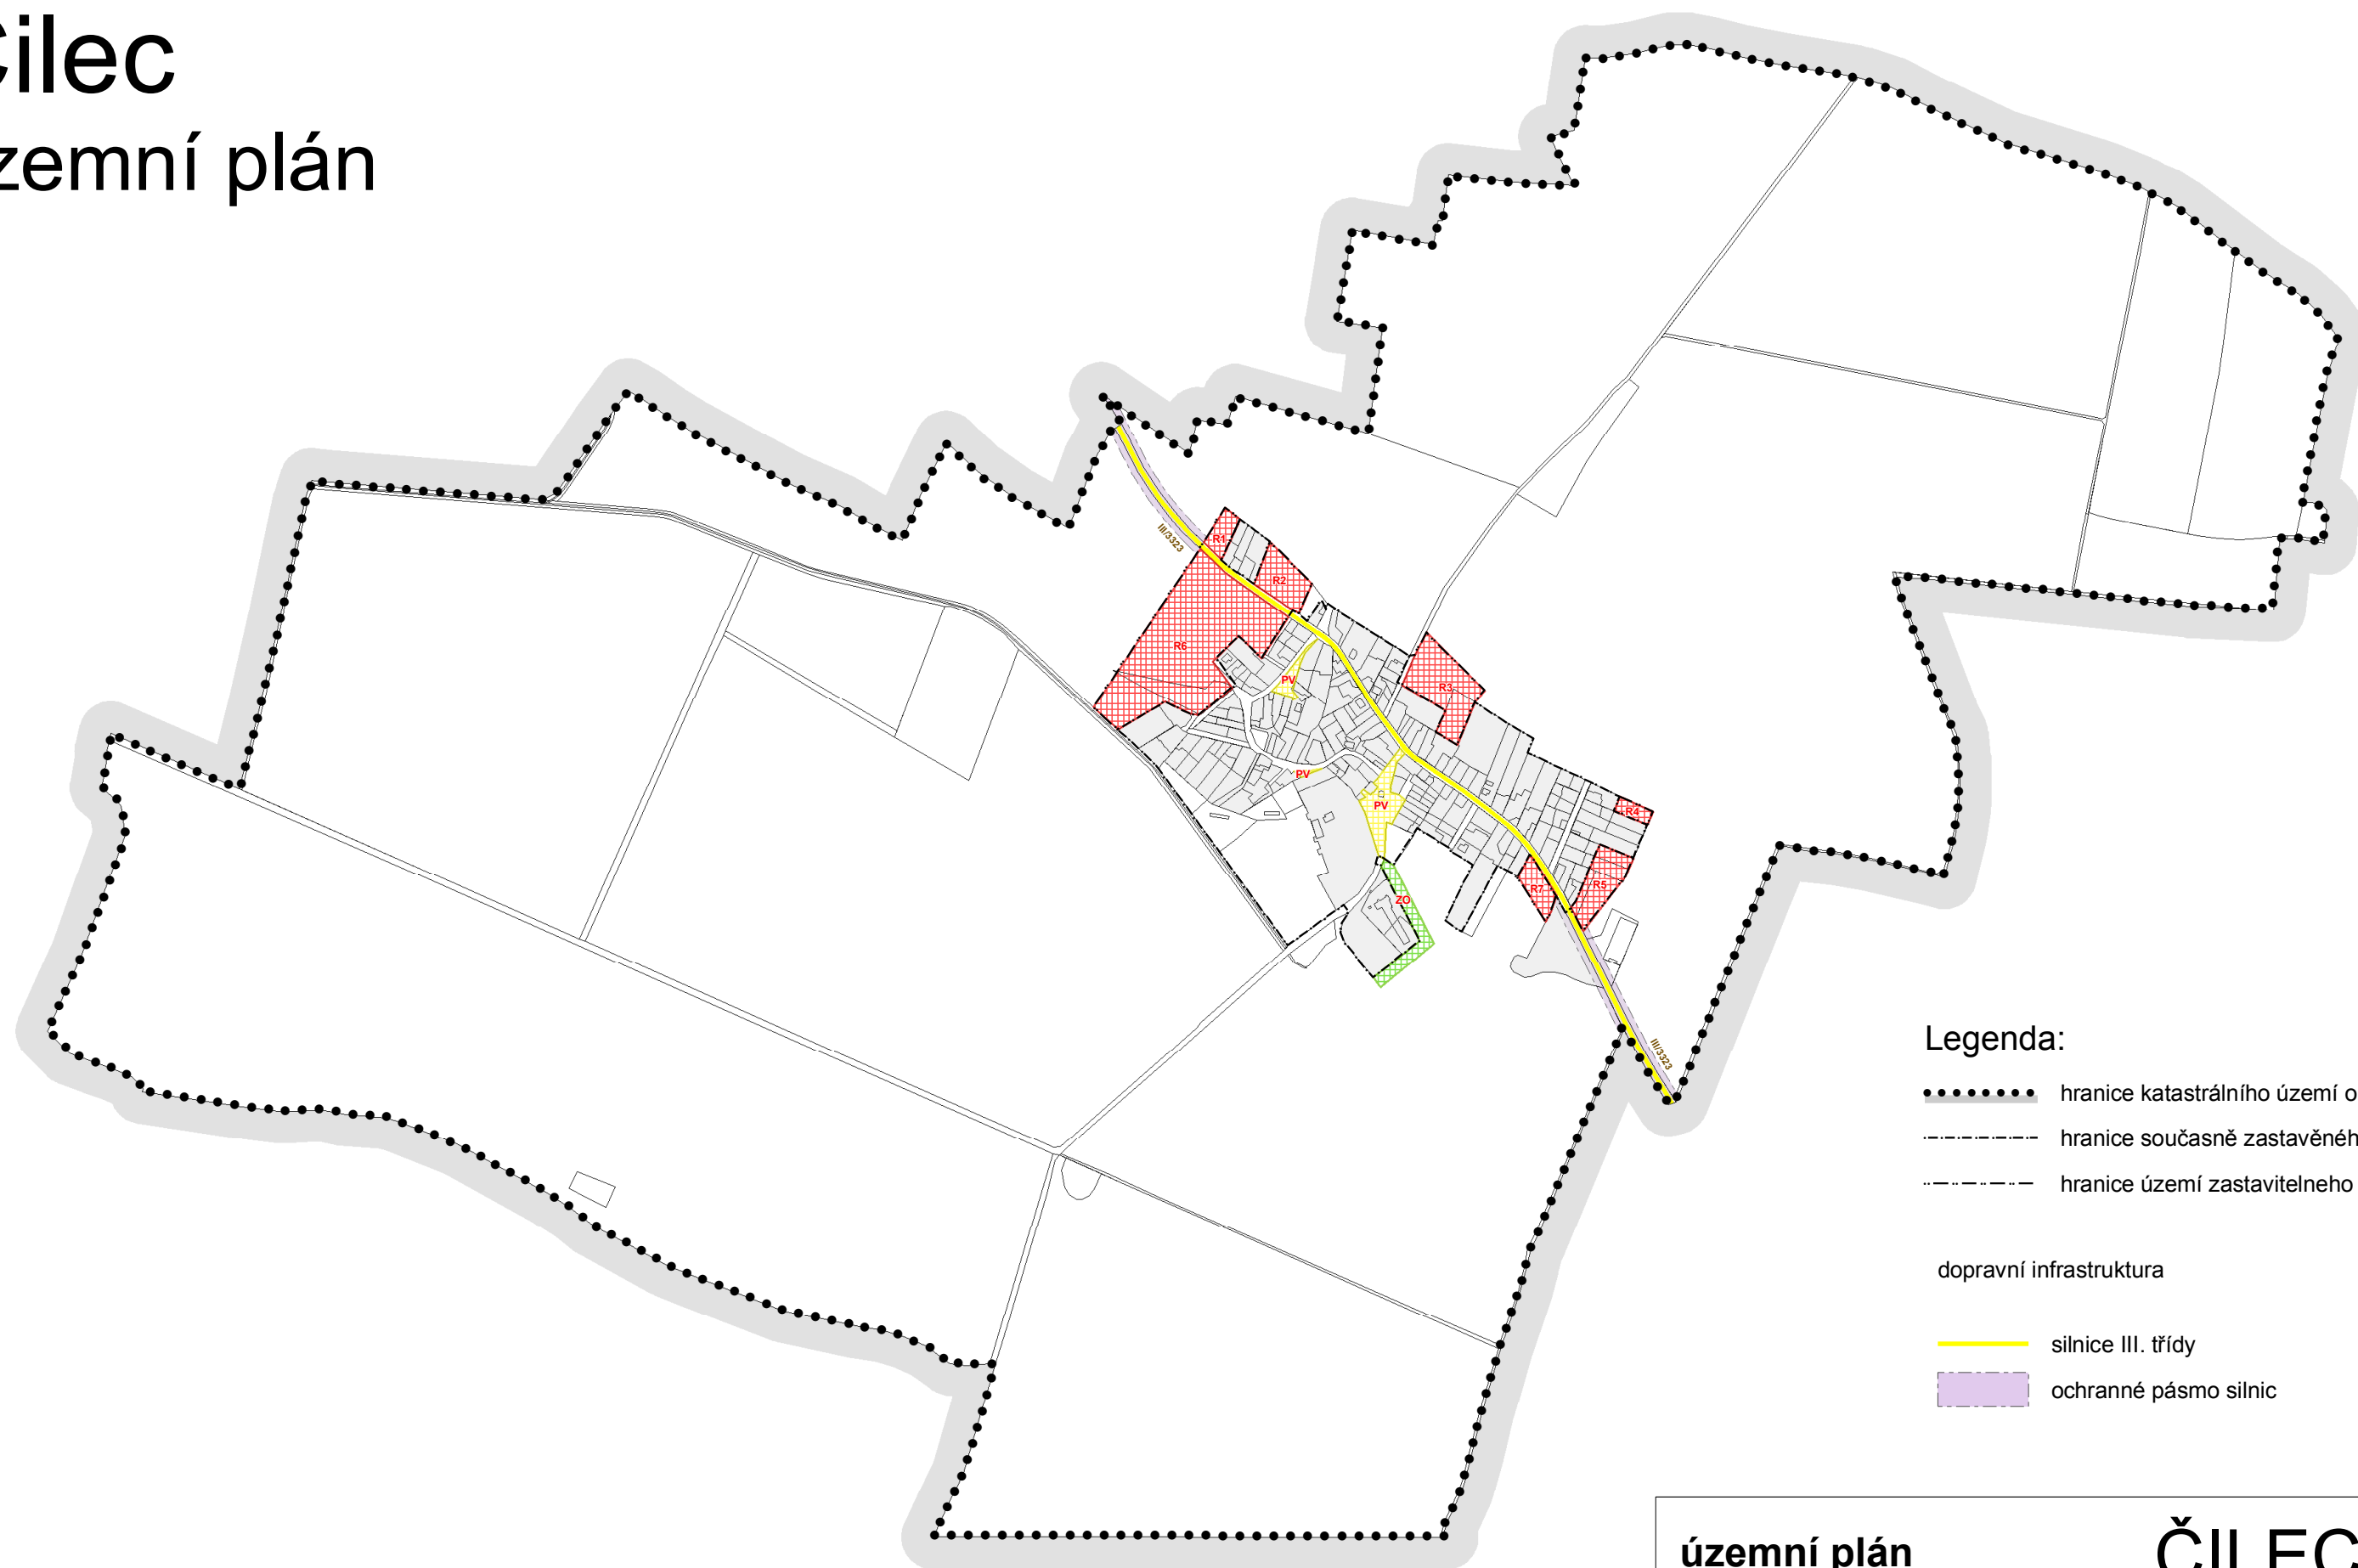 Čilec
zemní plán
III/3323
R1
R2
R6
R3
PV
PV
PV
R4
R7
R5
ZO
III/3323
Legenda:
hranice katastrálního území o
hranice současně zastavěnéh
hranice území zastavitelneho
dopravní infrastruktura
silnice III. třídy
ochranné pásmo silnic
územní plán
ČILEC